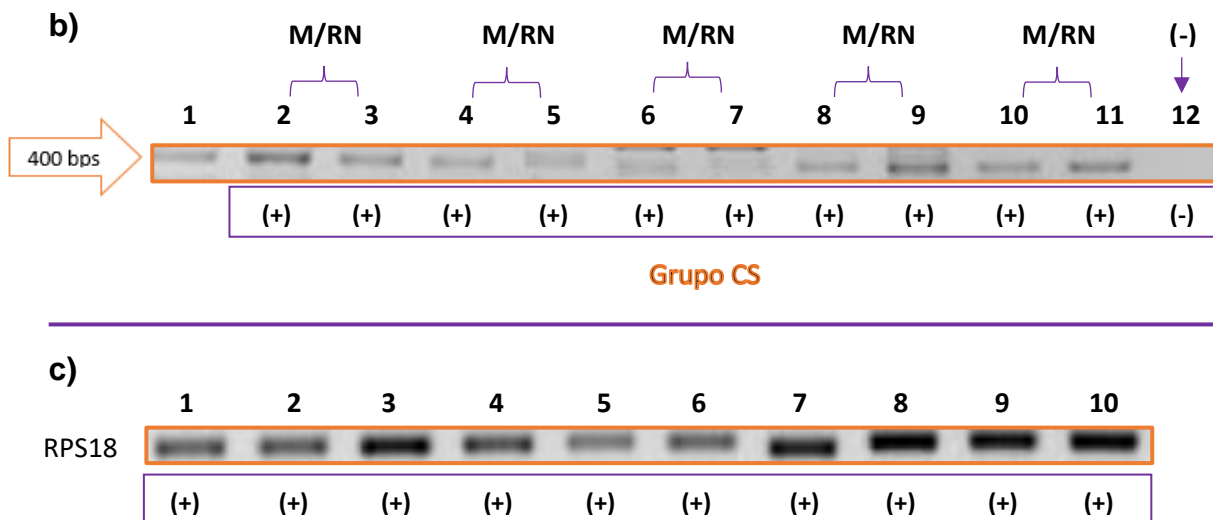 b)
M/RN M/RN M/RN M/RN M/RN (-)
1 2 3 4 5 6 7 8 9 10 11 12
400 bps
(+) (+) (+) (+) (+) (+) (+) (+) (+) (+) (-)
Grupo CS
c)
1 2 3 4 5 6 7 8 9 10
RPS18
(+) (+) (+) (+) (+) (+) (+) (+) (+) (+)